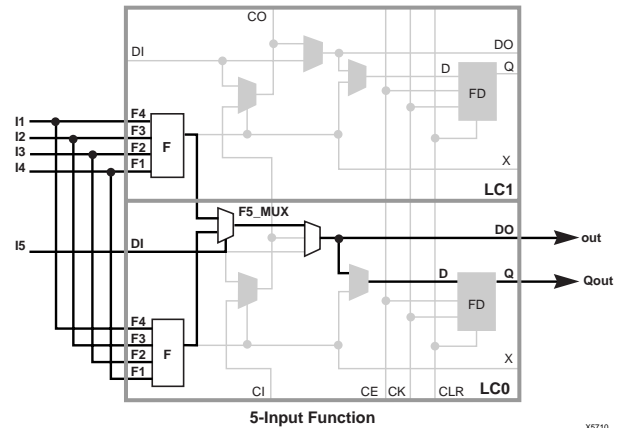 CO
DI
DO
D
Q
FD
I1
I2
I3
I4
F4
F3
F2
F1
F
X
LC1
F5_MUX
I5
DI
DO
out
D
Q
Qout
FD
F4
F3
F2
F1
F
X
CI
CE
CK
CLR
LC0
5-Input Function
X5710